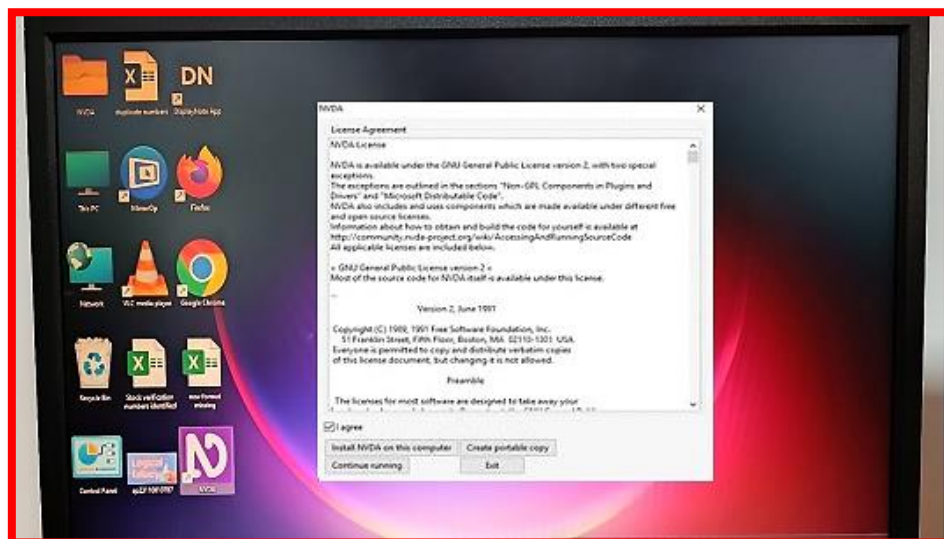 NVDA
duplicate numbers
DN
DisplayNote App
This PC
MirrorOp
Firefox
Network
VLC media player
Google Chrome
Recycle Bin
Stock verification
numbers identified
new format
missing
Control Panel
NVDA
NVDA
License Agreement
NVDA License
NVDA is available under the GNU General Public License version 2, with two special
exceptions.
The exceptions are outlined in the sections "Non-GPL Components in Plugins and
Drivers" and "Microsoft Distributable Code".
NVDA also includes and uses components which are made available under different free
and open source licenses.
Information about how to obtain and build the code for yourself is available at
http://community.nvda-project.org/wiki/AccessingAndRunningSourceCode
All applicable licenses are included below.
= GNU General Public License version 2 =
Most of the source code for NVDA itself is available under this license.
...
Version 2, June 1991
Copyright (C) 1989, 1991 Free Software Foundation, Inc.
51 Franklin Street, Fifth Floor, Boston, MA 02110-1301 USA
Everyone is permitted to copy and distribute verbatim copies
of this license document, but changing it is not allowed.
Preamble
The licenses for most software are designed to take away your
I agree
Install NVDA on this computer
Create portable copy
Continue running
Exit